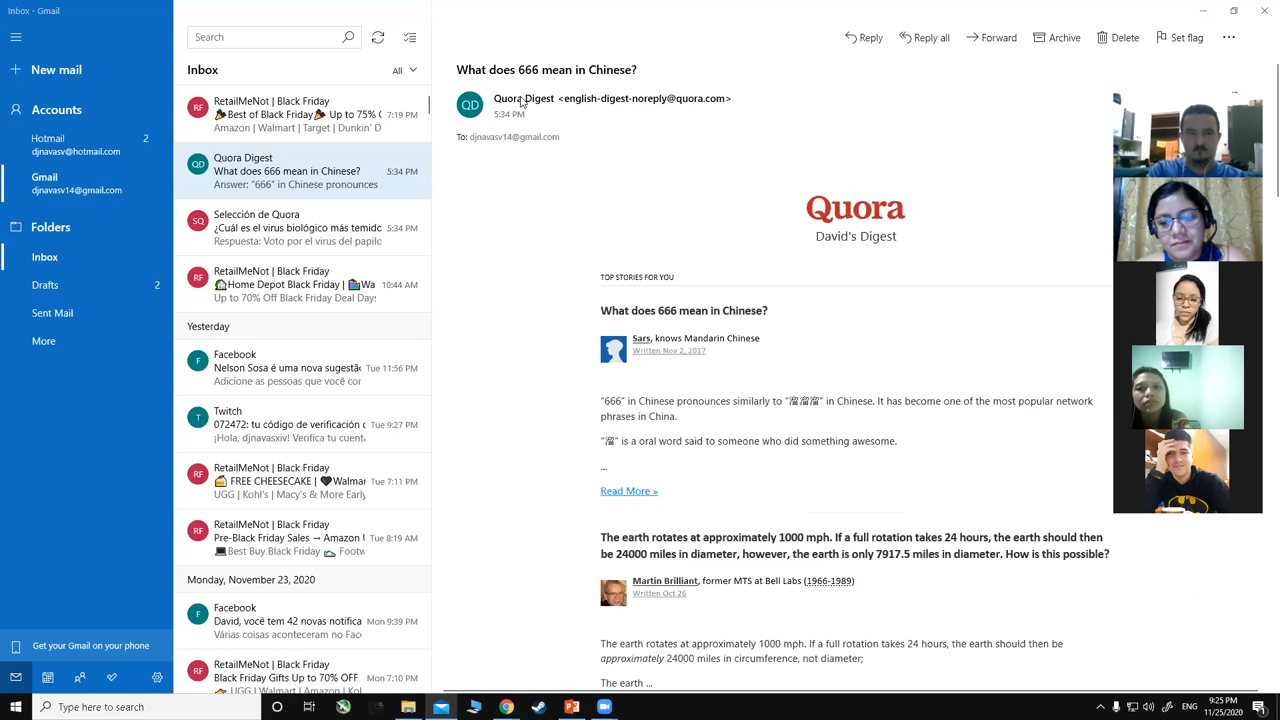 Inbox - Gmail
New mail
Accounts
Hotmail
djnavasv@hotmail.com
2
Gmail
djnavasv14@gmail.com
Folders
Inbox
Drafts
2
Sent Mail
More
Get your Gmail on your phone
Search
Inbox
All
RF
RetailMeNot | Black Friday
Best of Black Friday Up to 75% O
7:19 PM
Amazon | Walmart | Target | Dunkin' D
QD
Quora Digest
What does 666 mean in Chinese?
5:34 PM
Answer: “666” in Chinese pronounces
SQ
Selección de Quora
¿Cuál es el virus biológico más temido
5:34 PM
Respuesta: Voto por el virus del papilo
RF
RetailMeNot | Black Friday
Home Depot Black Friday | Wa
10:44 AM
Up to 70% Off Black Friday Deal Days
Yesterday
F
Facebook
Nelson Sosa é uma nova sugestã
Tue 11:56 PM
Adicione as pessoas que você cor
T
Twitch
072472: tu código de verificación
Tue 9:27 PM
¡Hola, djnavasxiv! Verifica tu cuenta
RF
RetailMeNot | Black Friday
FREE CHEESECAKE | Walmar
Tue 7:11 PM
UGG | Kohl's | Macy's & More Early
RF
RetailMeNot | Black Friday
Pre-Black Friday Sales → Amazon
Tue 8:19 AM
Best Buy Black Friday Footw
Monday, November 23, 2020
F
Facebook
David, você tem 42 novas notifica
Mon 9:39 PM
Várias coisas aconteceram no Fac
RF
RetailMeNot | Black Friday
Black Friday Gifts Up to 70% OFF
Mon 7:10 PM
UGG | Walmart | Amazon | Kol
Reply
Reply all
Forward
Archive
Delete
Set flag
What does 666 mean in Chinese?
QD
Quora Digest <english-digest-noreply@quora.com>
5:34 PM
To: djnavasv14@gmail.com
Quora
David's Digest
TOP STORIES FOR YOU
What does 666 mean in Chinese?
Sars, knows Mandarin Chinese
Written Nov 2, 2017
“666” in Chinese pronounces similarly to “溜溜溜” in Chinese. It has become one of the most popular network
phrases in China.
“溜” is a oral word said to someone who did something awesome.
...
Read More »
The earth rotates at approximately 1000 mph. If a full rotation takes 24 hours, the earth should then
be 24000 miles in diameter, however, the earth is only 7917.5 miles in diameter. How is this possible?
Martin Brilliant, former MTS at Bell Labs (1966-1989)
Written Oct 26
The earth rotates at approximately 1000 mph. If a full rotation takes 24 hours, the earth should then be
approximately 24000 miles in circumference, not diameter;
The earth ...
Type here to search
ENG
9:25 PM
11/25/2020